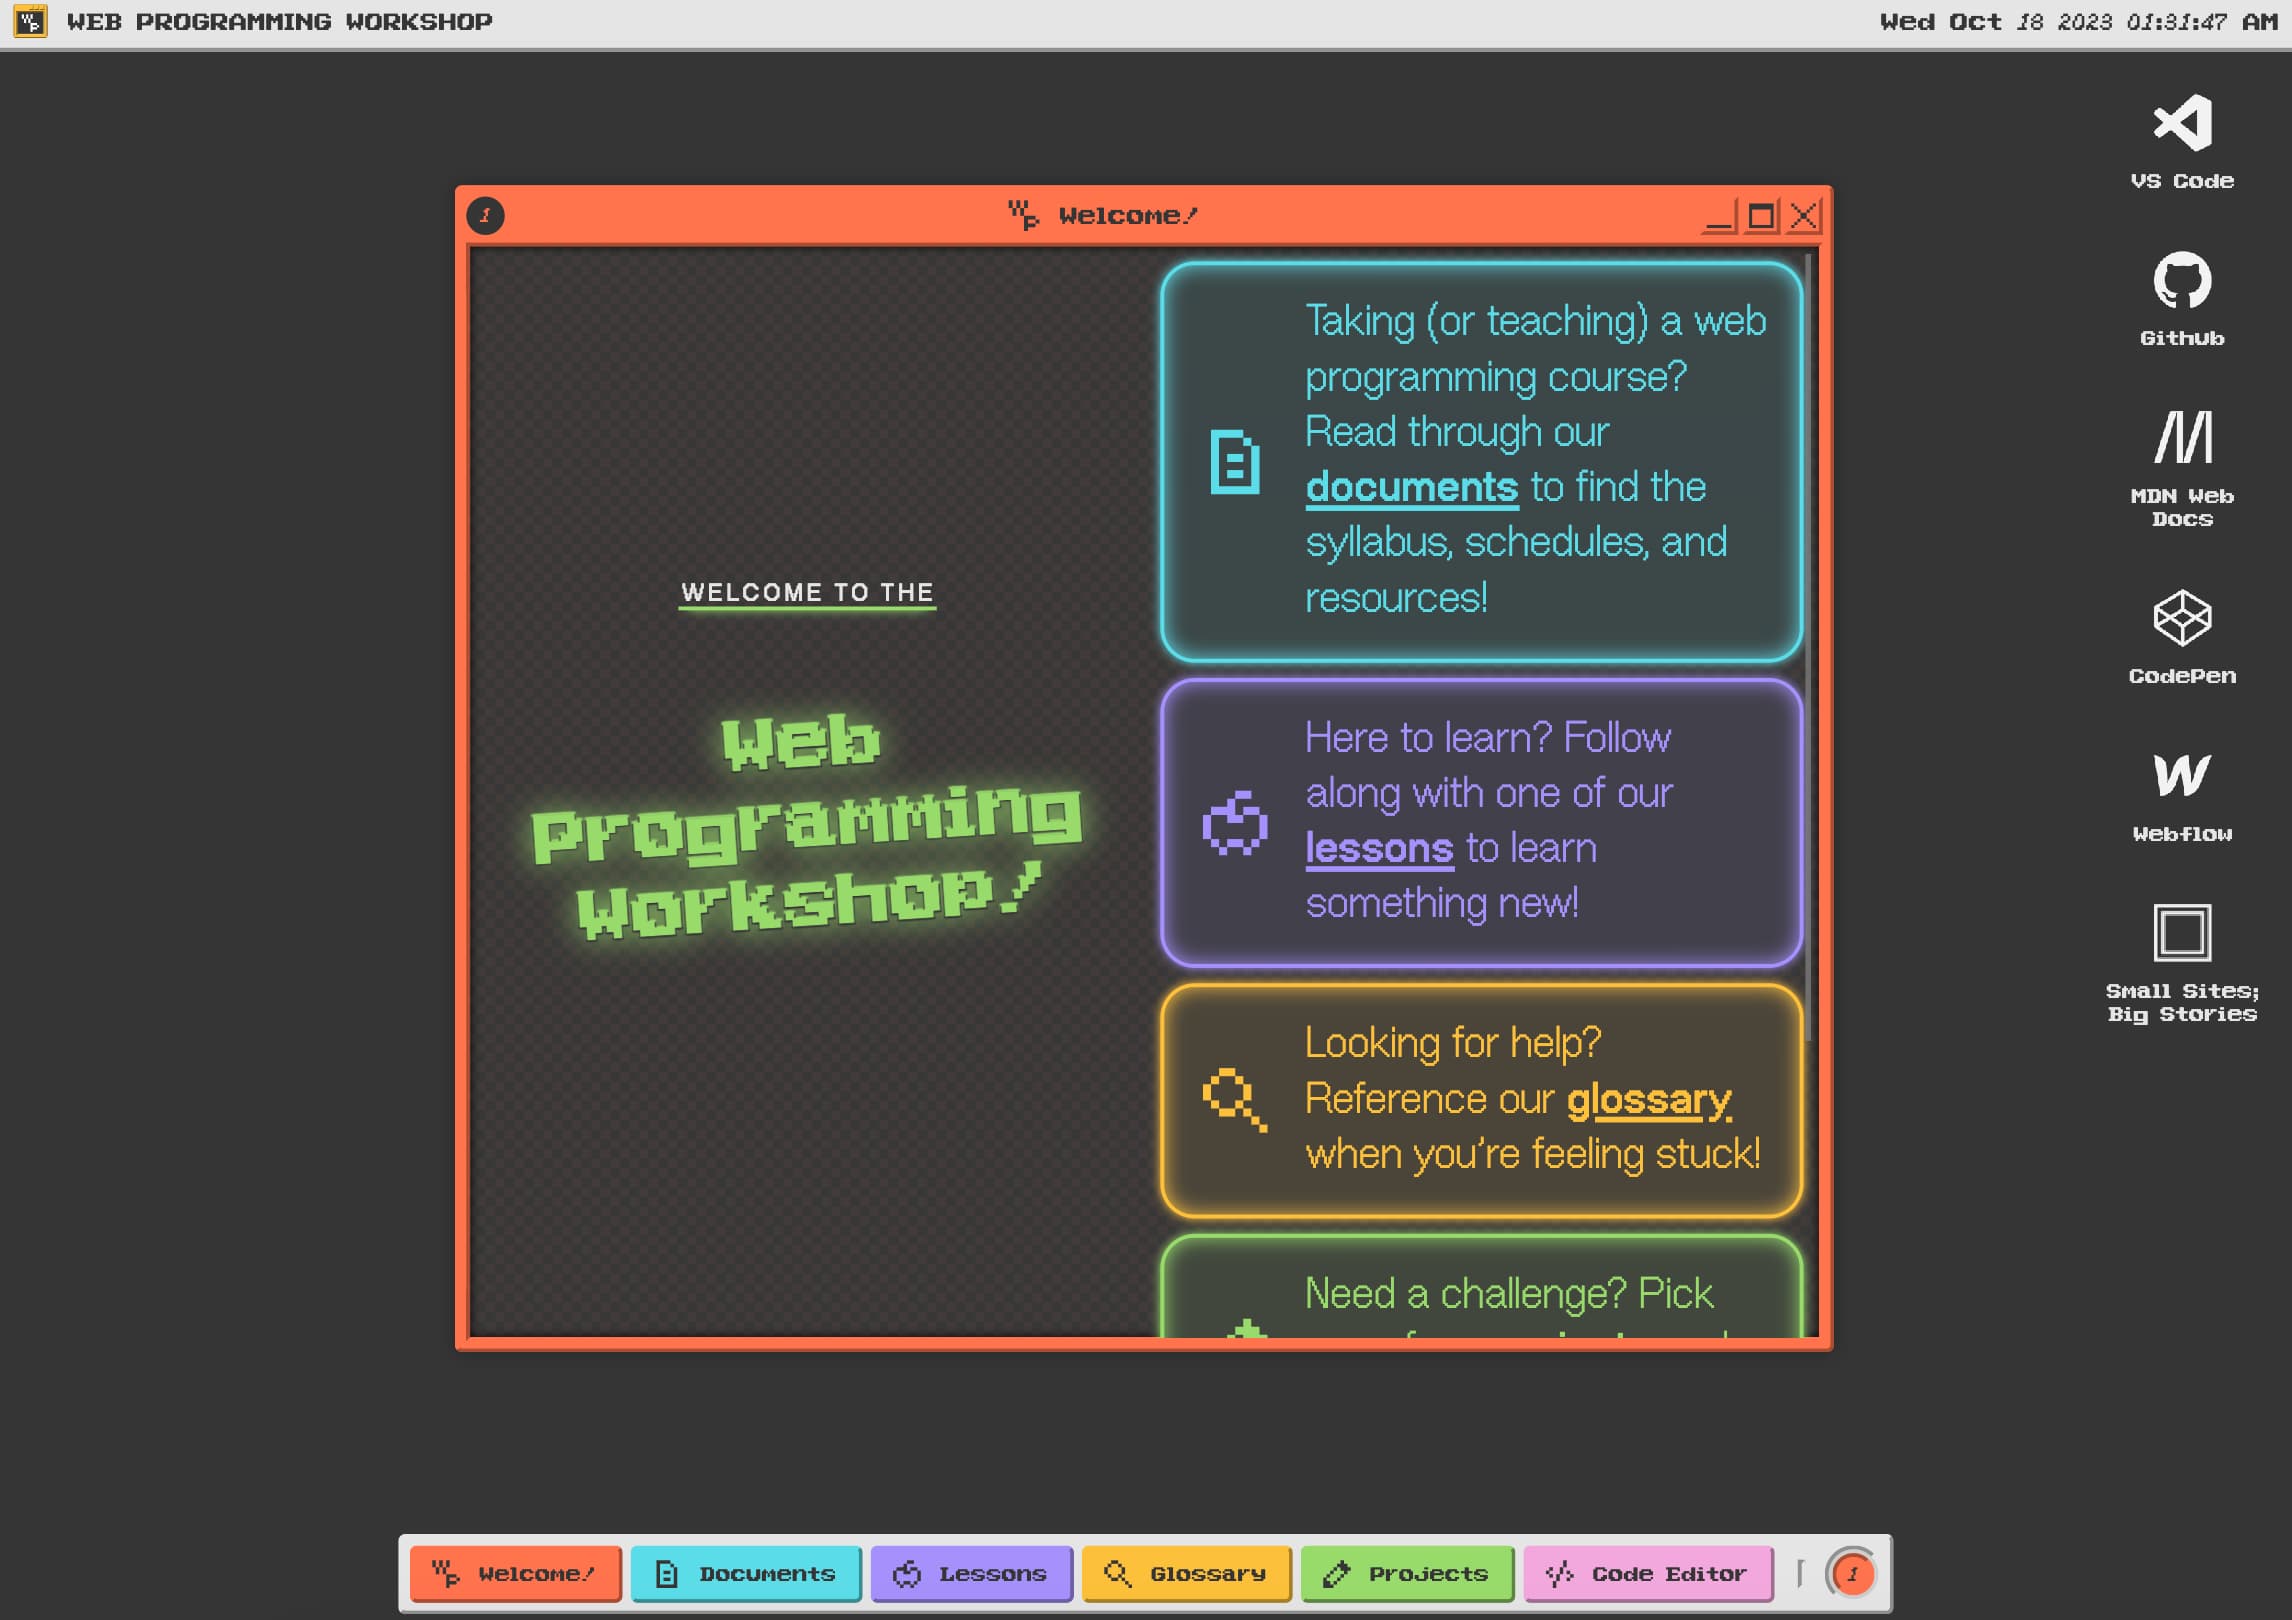 WP WEB PROGRAMMING WORKSHOP
Wed Oct 18 2023 01:31:47 AM
1
WP Welcome!
WELCOME TO THE
Web
Programming
Workshop!
Taking (or teaching) a web
programming course?
Read through our
documents to find the
syllabus, schedules, and
resources!
Here to learn? Follow
along with one of our
lessons to learn
something new!
Looking for help?
Reference our glossary
when you're feeling stuck!
Need a challenge? Pick
VS Code
Github
MDN Web
Docs
CodePen
Webflow
Small Sites;
Big Stories
WP Welcome!
Documents
Lessons
Glossary
Projects
Code Editor
1